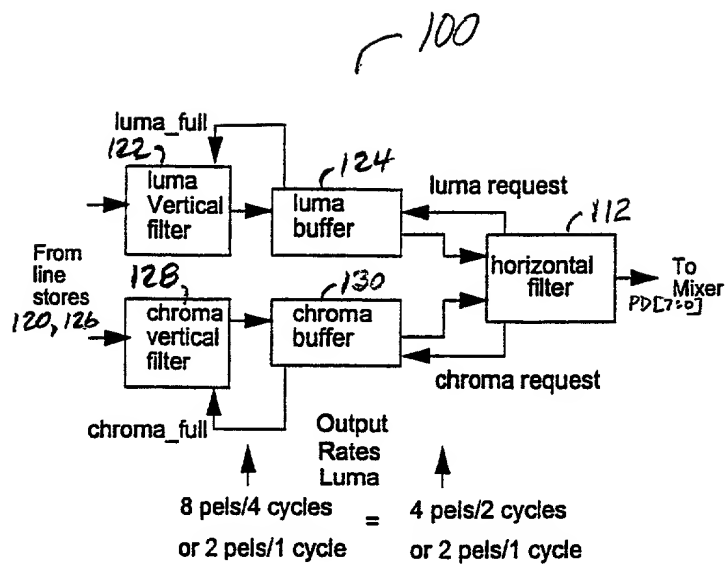 100
luma_full
122
luma
Vertical
filter
124
luma
buffer
luma request
112
horizontal
filter
To
Mixer
PD[7:0]
From
line
stores
120, 126
128
chroma
vertical
filter
130
chroma
buffer
chroma request
chroma_full
Output
Rates
Luma
8 pels/4 cycles
or 2 pels/1 cycle
=
4 pels/2 cycles
or 2 pels/1 cycle